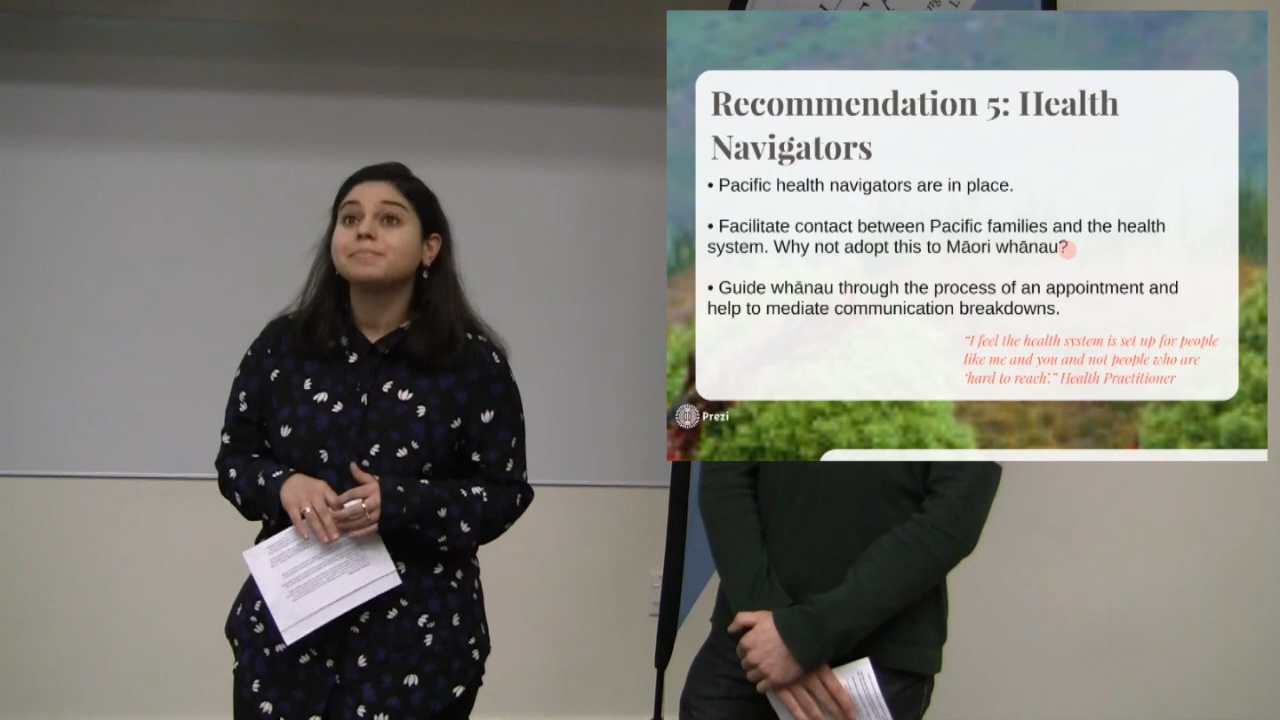 Recommendation 5: Health
Navigators
• Pacific health navigators are in place.
• Facilitate contact between Pacific families and the health
system. Why not adopt this to Māori whānau?
• Guide whānau through the process of an appointment and
help to mediate communication breakdowns.
“I feel the health system is set up for people
like me and you and not people who are
‘hard to reach’.” Health Practitioner
Prezi